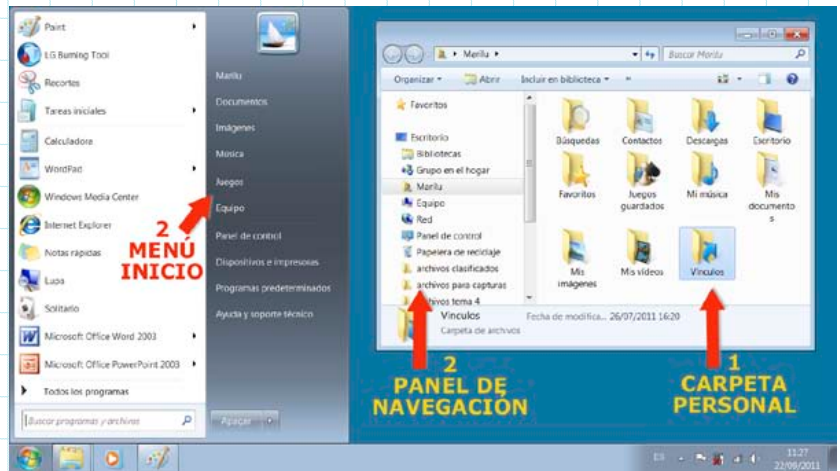 Paint
LG Burning Tool
Recortes
Tareas iniciales
Calculadora
WordPad
Windows Media Center
Internet Explorer
Notas rápidas
Lupa
Solitario
Microsoft Office Word 2003
Microsoft Office PowerPoint 2003
Todos los programas
Buscar programas y archivos
Marilu
Documentos
Imágenes
Música
Juegos
Equipo
Panel de control
Dispositivos e impresoras
Programas predeterminados
Ayuda y soporte técnico
Apagar
2
MENÚ
INICIO
Marilu
Buscar Marilu
Organizar
Abrir
Incluir en biblioteca
»
Favoritos
Escritorio
Bibliotecas
Grupo en el hogar
Marilu
Equipo
Red
Panel de control
Papelera de reciclaje
archivos clasificados
archivos para capturas
archivos tema 4
Búsquedas
Contactos
Descargas
Escritorio
Favoritos
Juegos
guardados
Mi música
Mis
documento
s
Mis
imágenes
Mis vídeos
Vínculos
Vínculos
Fecha de modifica... 26/07/2011 16:20
Carpeta de archivos
2
PANEL DE
NAVEGACIÓN
1
CARPETA
PERSONAL
ES
11:27
22/09/2011